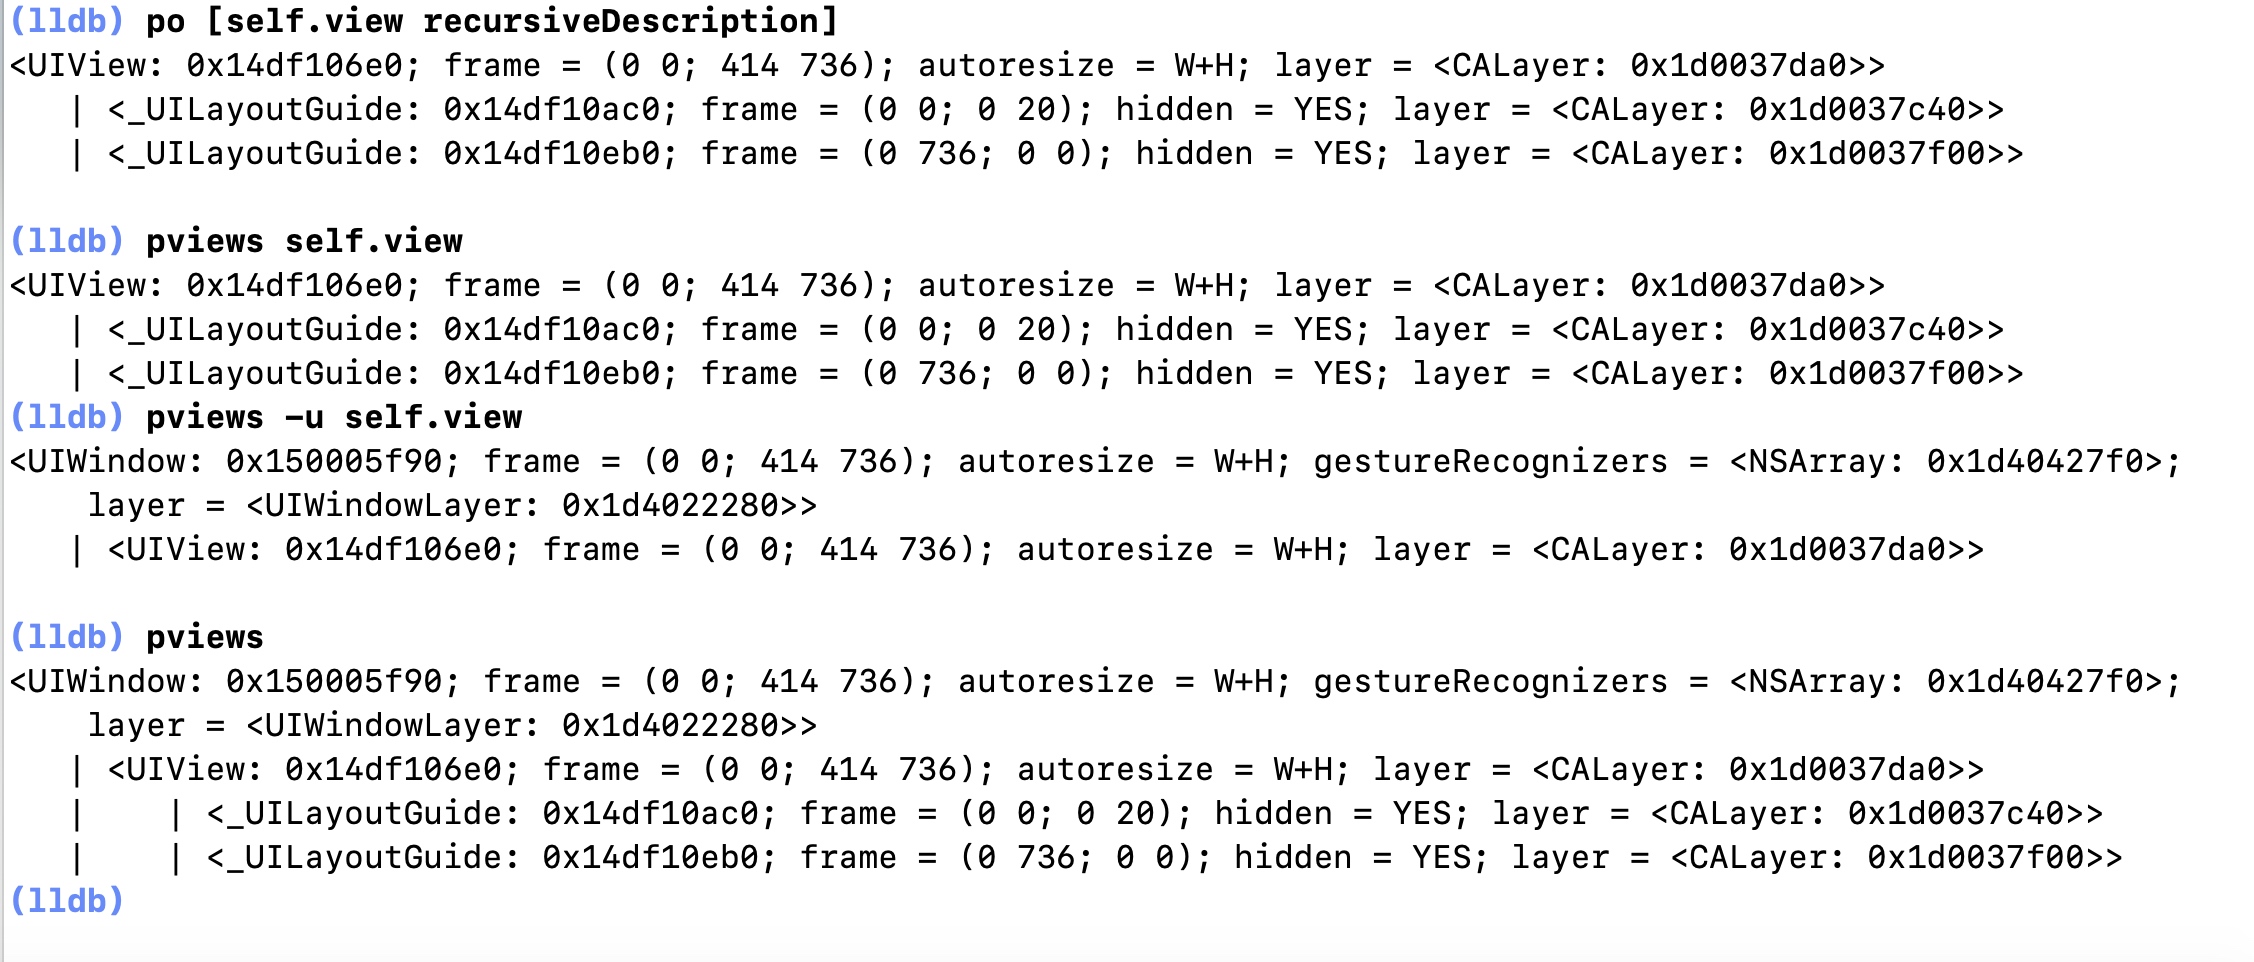 (lldb) po [self.view recursiveDescription]
<UIView: 0x14df106e0; frame = (0 0; 414 736); autoresize = W+H; layer = <CALayer: 0x1d0037da0>>
   | <_UILayoutGuide: 0x14df10ac0; frame = (0 0; 0 20); hidden = YES; layer = <CALayer: 0x1d0037c40>>
   | <_UILayoutGuide: 0x14df10eb0; frame = (0 736; 0 0); hidden = YES; layer = <CALayer: 0x1d0037f00>>

(lldb) pviews self.view
<UIView: 0x14df106e0; frame = (0 0; 414 736); autoresize = W+H; layer = <CALayer: 0x1d0037da0>>
   | <_UILayoutGuide: 0x14df10ac0; frame = (0 0; 0 20); hidden = YES; layer = <CALayer: 0x1d0037c40>>
   | <_UILayoutGuide: 0x14df10eb0; frame = (0 736; 0 0); hidden = YES; layer = <CALayer: 0x1d0037f00>>
(lldb) pviews -u self.view
<UIWindow: 0x150005f90; frame = (0 0; 414 736); autoresize = W+H; gestureRecognizers = <NSArray: 0x1d40427f0>;
    layer = <UIWindowLayer: 0x1d4022280>>
   | <UIView: 0x14df106e0; frame = (0 0; 414 736); autoresize = W+H; layer = <CALayer: 0x1d0037da0>>

(lldb) pviews
<UIWindow: 0x150005f90; frame = (0 0; 414 736); autoresize = W+H; gestureRecognizers = <NSArray: 0x1d40427f0>;
    layer = <UIWindowLayer: 0x1d4022280>>
   | <UIView: 0x14df106e0; frame = (0 0; 414 736); autoresize = W+H; layer = <CALayer: 0x1d0037da0>>
   |    | <_UILayoutGuide: 0x14df10ac0; frame = (0 0; 0 20); hidden = YES; layer = <CALayer: 0x1d0037c40>>
   |    | <_UILayoutGuide: 0x14df10eb0; frame = (0 736; 0 0); hidden = YES; layer = <CALayer: 0x1d0037f00>>
(lldb)